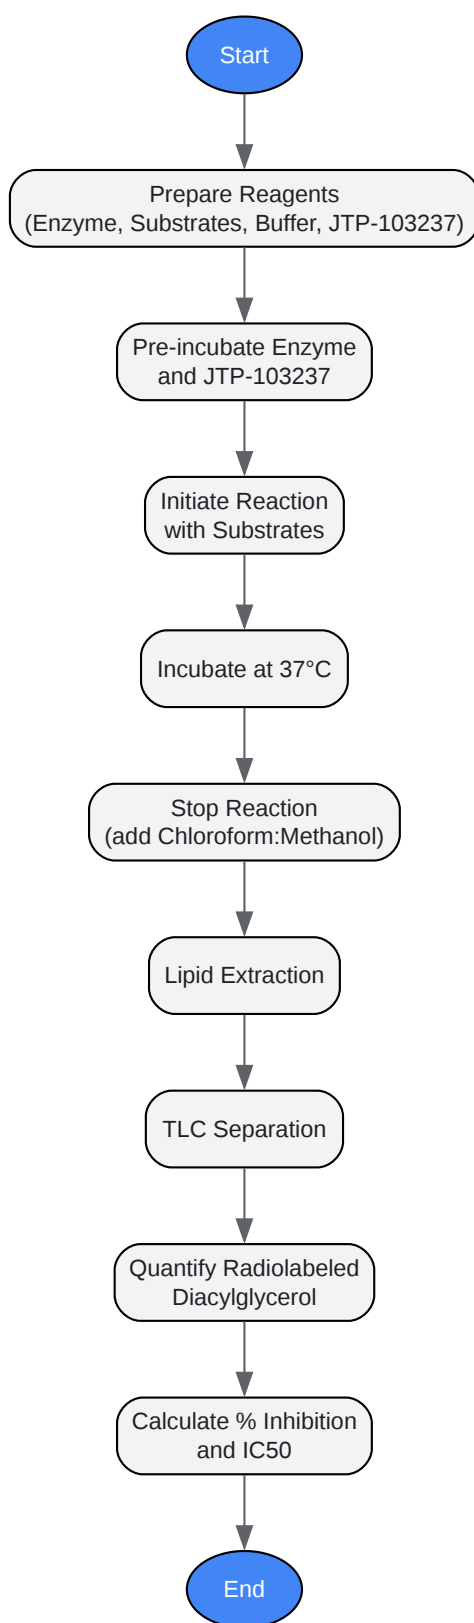 Start
Prepare Reagents
(Enzyme, Substrates, Buffer, JTP-103237)
Pre-incubate Enzyme
and JTP-103237
Initiate Reaction
with Substrates
Incubate at 37°C
Stop Reaction
(add Chloroform:Methanol)
Lipid Extraction
TLC Separation
Quantify Radiolabeled
Diacylglycerol
Calculate % Inhibition
and IC50
End